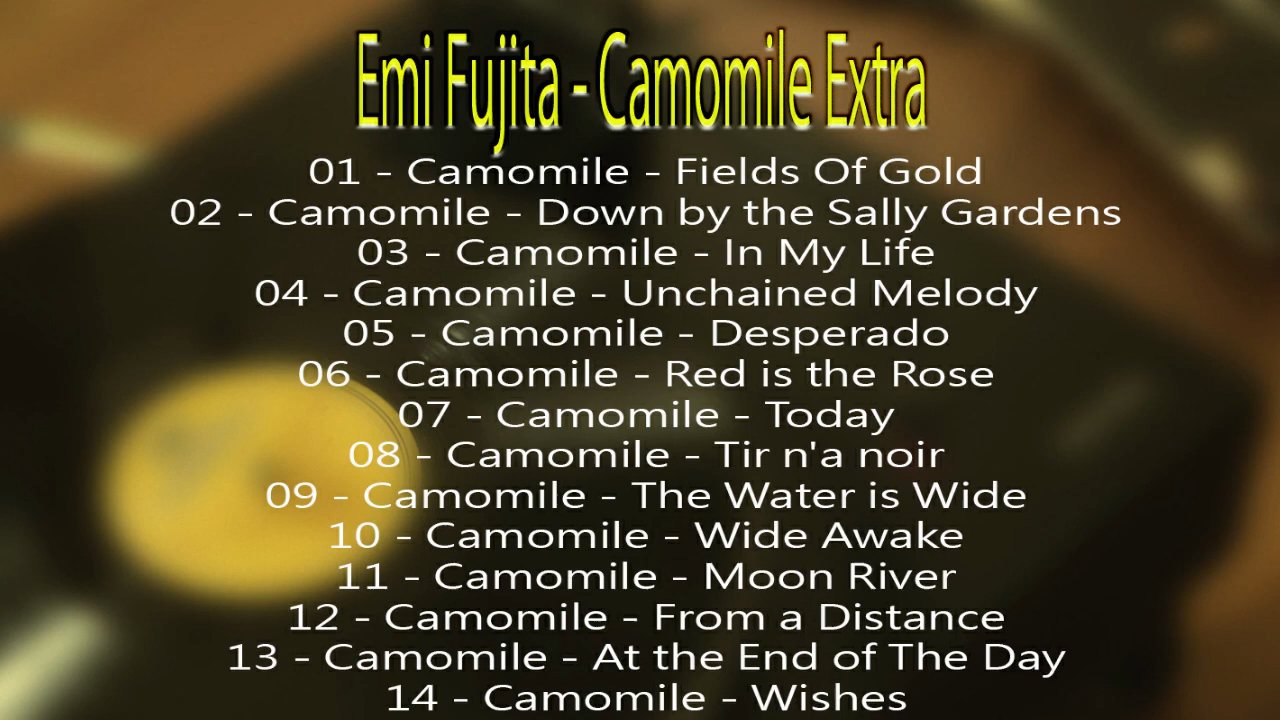 Emi Fujita - Camomile Extra
01 - Camomile - Fields Of Gold
02 - Camomile - Down by the Sally Gardens
03 - Camomile - In My Life
04 - Camomile - Unchained Melody
05 - Camomile - Desperado
06 - Camomile - Red is the Rose
07 - Camomile - Today
08 - Camomile - Tir n'a noir
09 - Camomile - The Water is Wide
10 - Camomile - Wide Awake
11 - Camomile - Moon River
12 - Camomile - From a Distance
13 - Camomile - At the End of The Day
14 - Camomile - Wishes